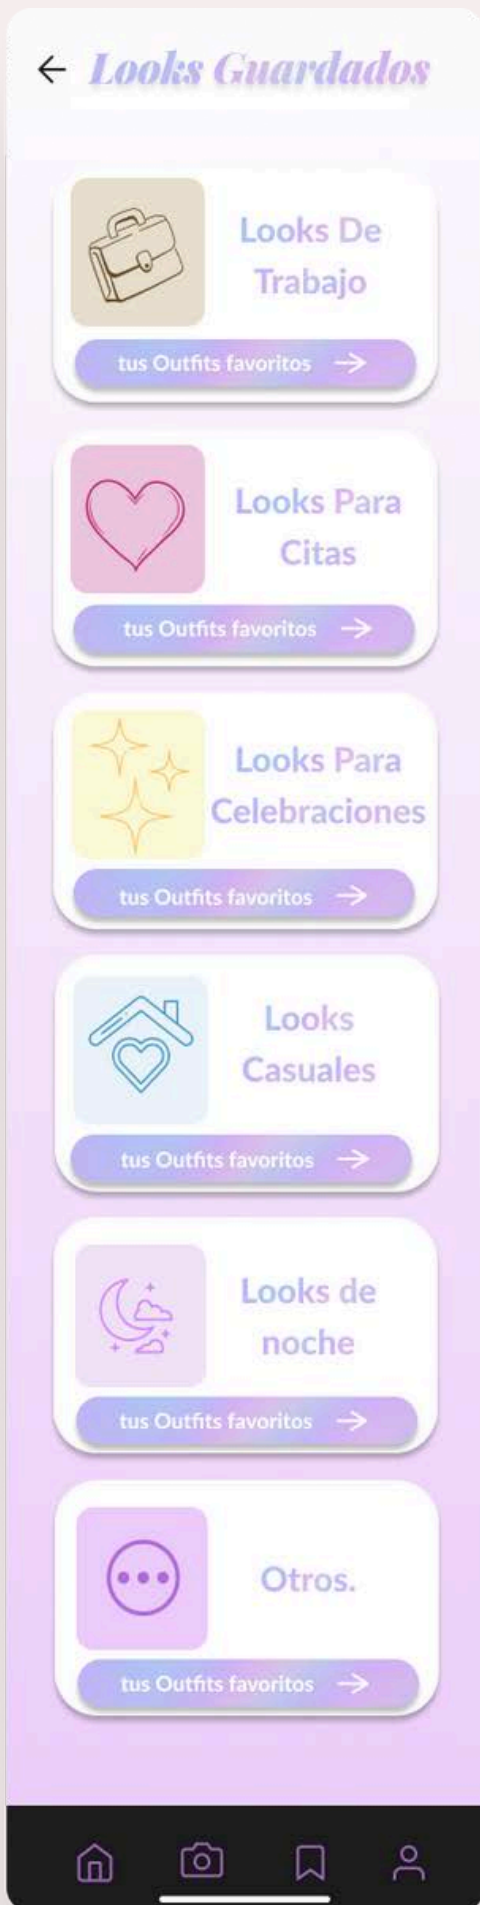 Looks Guardados
Looks De
Trabajo
tus Outfits favoritos
Looks Para
Citas
tus Outfits favoritos
Looks Para
Celebraciones
tus Outfits favoritos
Looks
Casuales
tus Outfits favoritos
Looks de
noche
tus Outfits favoritos
Otros.
tus Outfits favoritos